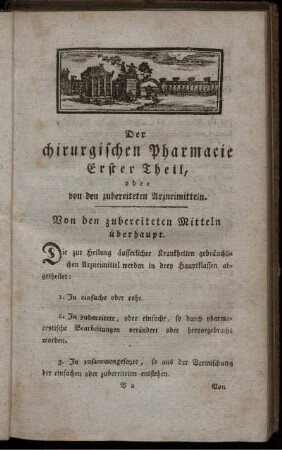 Der
chirurgischen Pharmacie
Erster Theil,
oder
von den zubereiteten Arzneimitteln.
Von den zubereiteten Mitteln
überhaupt.
Die zur Heilung äusserlicher Krankheiten gebräuchli-
chen Arzneimittel werden in drey Hauptklassen ab-
getheilet:
1. In einfache oder rohe.
2. In zubereitete, oder einfache, so durch pharma-
ceutische Bearbeitungen verändert oder hervorgebracht
worden.
3. In zusammengesetzte, so aus der Vermischung
der einfachen oder zubereiteten entstehen.
B 2 Von